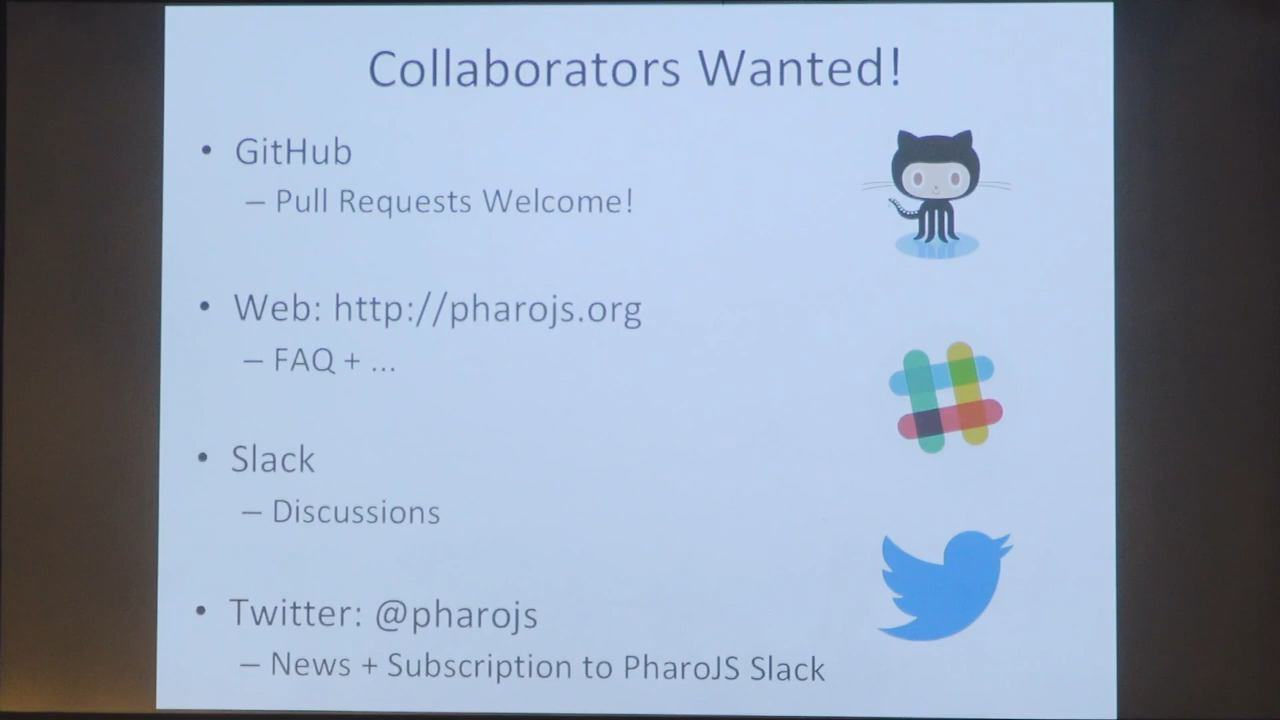 Collaborators Wanted!
• GitHub
– Pull Requests Welcome!
• Web: http://pharojs.org
– FAQ + ...
• Slack
– Discussions
• Twitter: @pharojs
– News + Subscription to PharoJS Slack